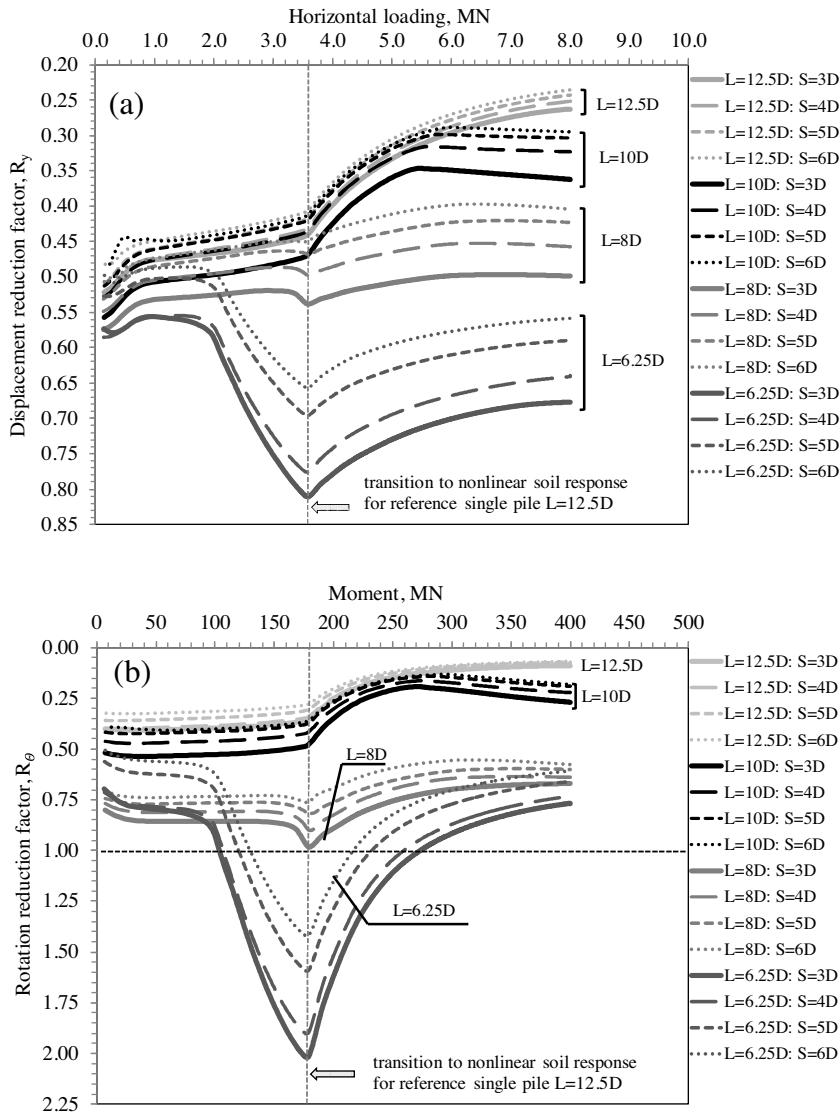 Horizontal loading, MN
0.0 1.0 2.0 3.0 4.0 5.0 6.0 7.0 8.0 9.0 10.0
Displacement reduction factor, Ry
0.20
0.25
0.30
0.35
0.40
0.45
0.50
0.55
0.60
0.65
0.70
0.75
0.80
0.85
(a)
L=12.5D
L=10D
L=8D
L=6.25D
transition to nonlinear soil response
for reference single pile L=12.5D
L=12.5D: S=3D
L=12.5D: S=4D
L=12.5D: S=5D
L=12.5D: S=6D
L=10D: S=3D
L=10D: S=4D
L=10D: S=5D
L=10D: S=6D
L=8D: S=3D
L=8D: S=4D
L=8D: S=5D
L=8D: S=6D
L=6.25D: S=3D
L=6.25D: S=4D
L=6.25D: S=5D
L=6.25D: S=6D
Moment, MN
0 50 100 150 200 250 300 350 400 450 500
Rotation reduction factor, Rθ
0.00
0.25
0.50
0.75
1.00
1.25
1.50
1.75
2.00
2.25
(b)
L=12.5D
L=10D
L=8D
L=6.25D
transition to nonlinear soil response
for reference single pile L=12.5D
L=12.5D: S=3D
L=12.5D: S=4D
L=12.5D: S=5D
L=12.5D: S=6D
L=10D: S=3D
L=10D: S=4D
L=10D: S=5D
L=10D: S=6D
L=8D: S=3D
L=8D: S=4D
L=8D: S=5D
L=8D: S=6D
L=6.25D: S=3D
L=6.25D: S=4D
L=6.25D: S=5D
L=6.25D: S=6D